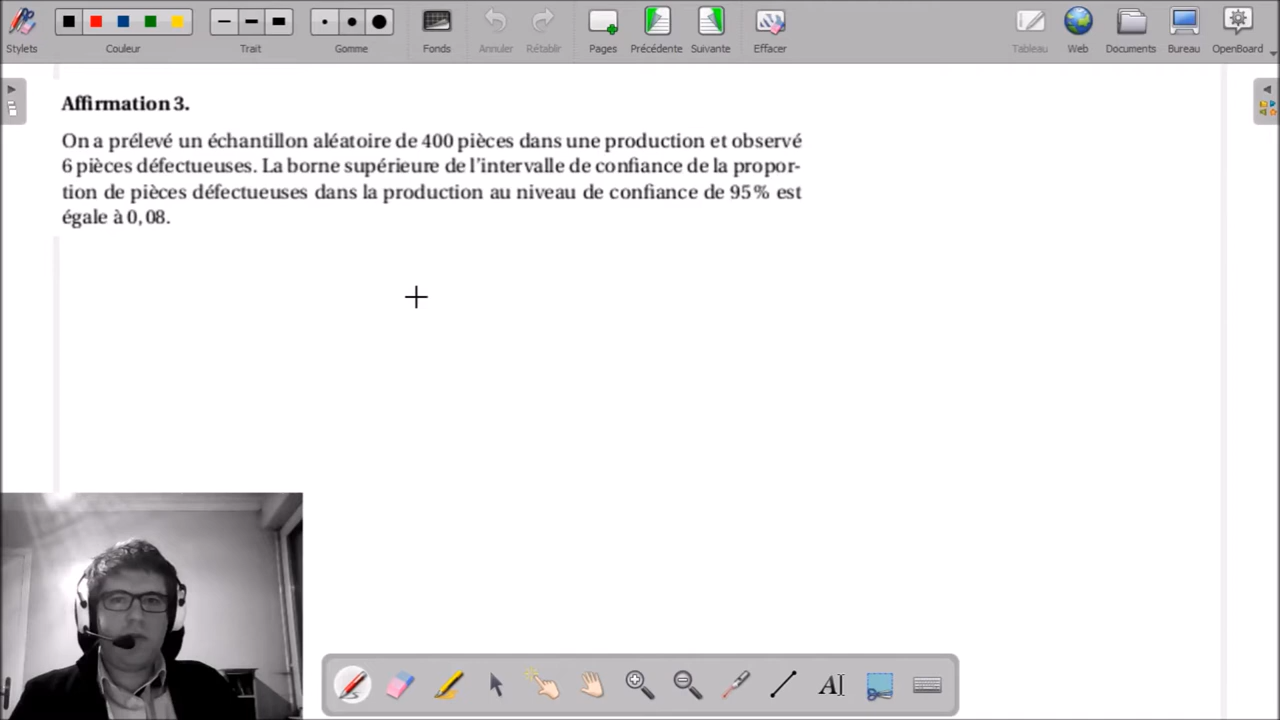 Stylets Couleur Trait Gomme Fonds Annuler Rétablir Pages Précédente Suivante Effacer Tableau Web Documents Bureau OpenBoard
Affirmation 3.
On a prélevé un échantillon aléatoire de 400 pièces dans une production et observé
6 pièces défectueuses. La borne supérieure de l'intervalle de confiance de la propor-
tion de pièces défectueuses dans la production au niveau de confiance de 95% est
égale à 0,08.
AI